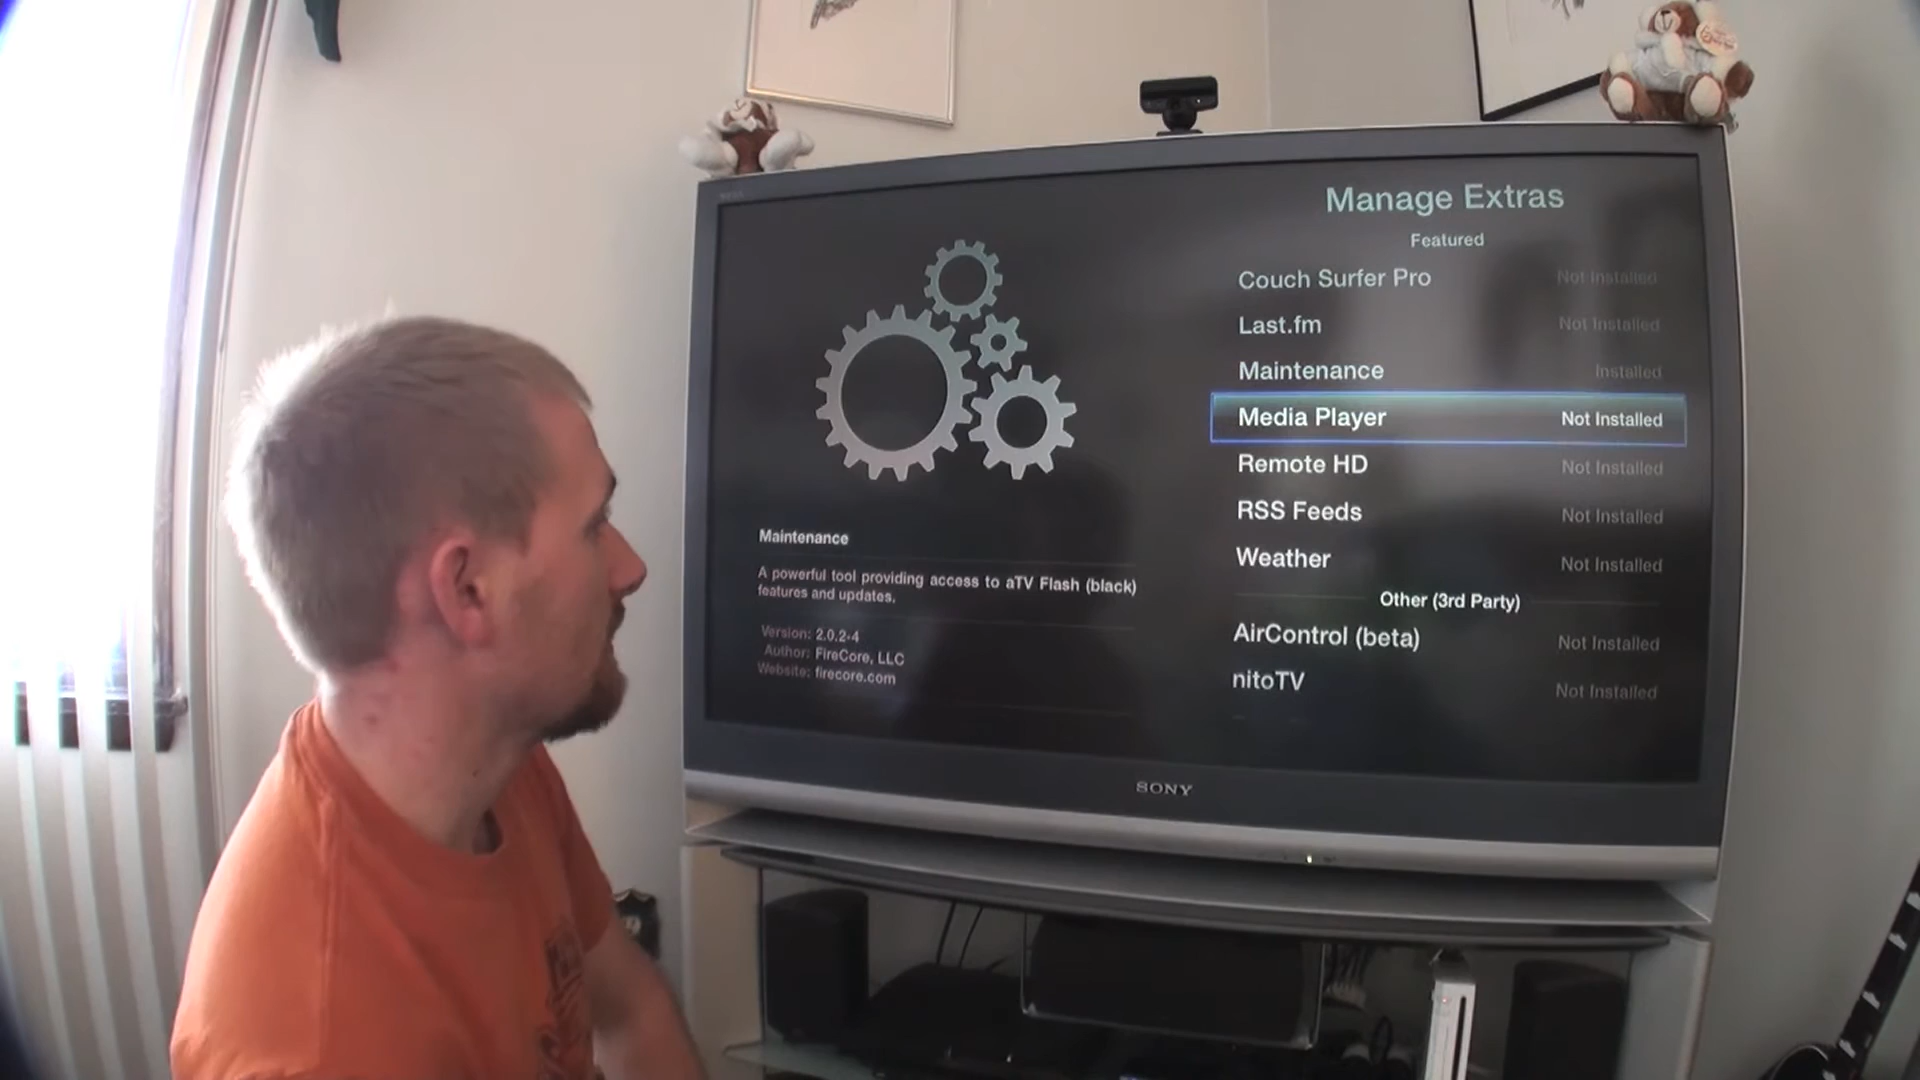 Manage Extras
Featured
Couch Surfer Pro Not Installed
Last.fm Not Installed
Maintenance Installed
Media Player Not Installed
Remote HD Not Installed
RSS Feeds Not Installed
Weather Not Installed
Other (3rd Party)
AirControl (beta) Not Installed
nitoTV Not Installed
Maintenance
A powerful tool providing access to aTV Flash (black)
features and updates.
Version: 2.0.2-4
Author: FireCore, LLC
Website: firecore.com
SONY